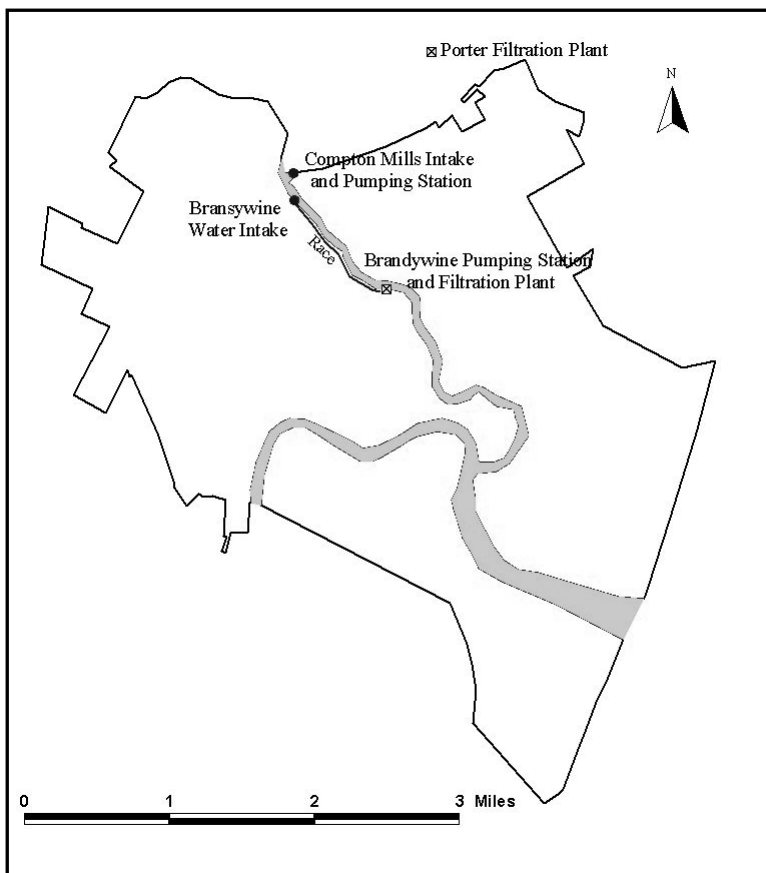 Porter Filtration Plant
N
Compton Mills Intake
and Pumping Station
Bransywine
Water Intake
Race
Brandywine Pumping Station
and Filtration Plant
0 1 2 3 Miles